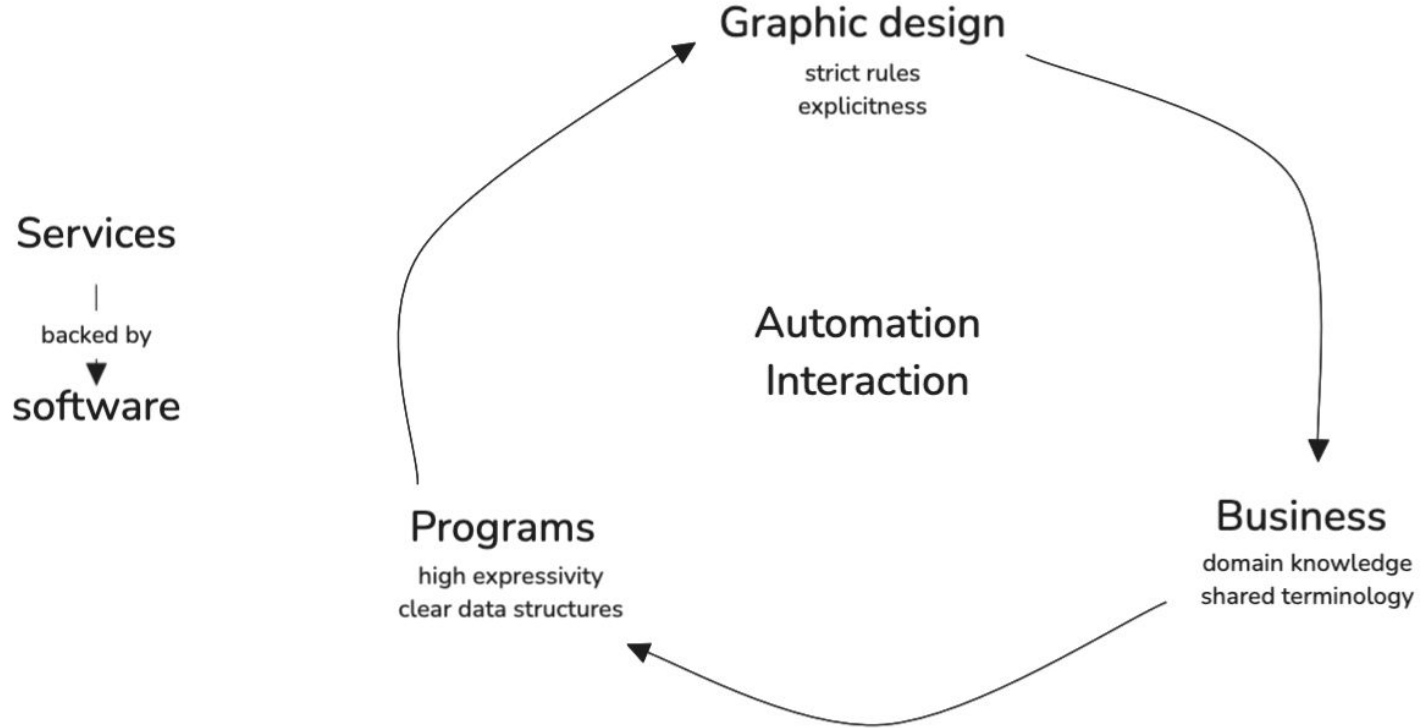 Graphic design
strict rules
explicitness
Services
backed by
software
Automation
Interaction
Programs
high expressivity
clear data structures
Business
domain knowledge
shared terminology